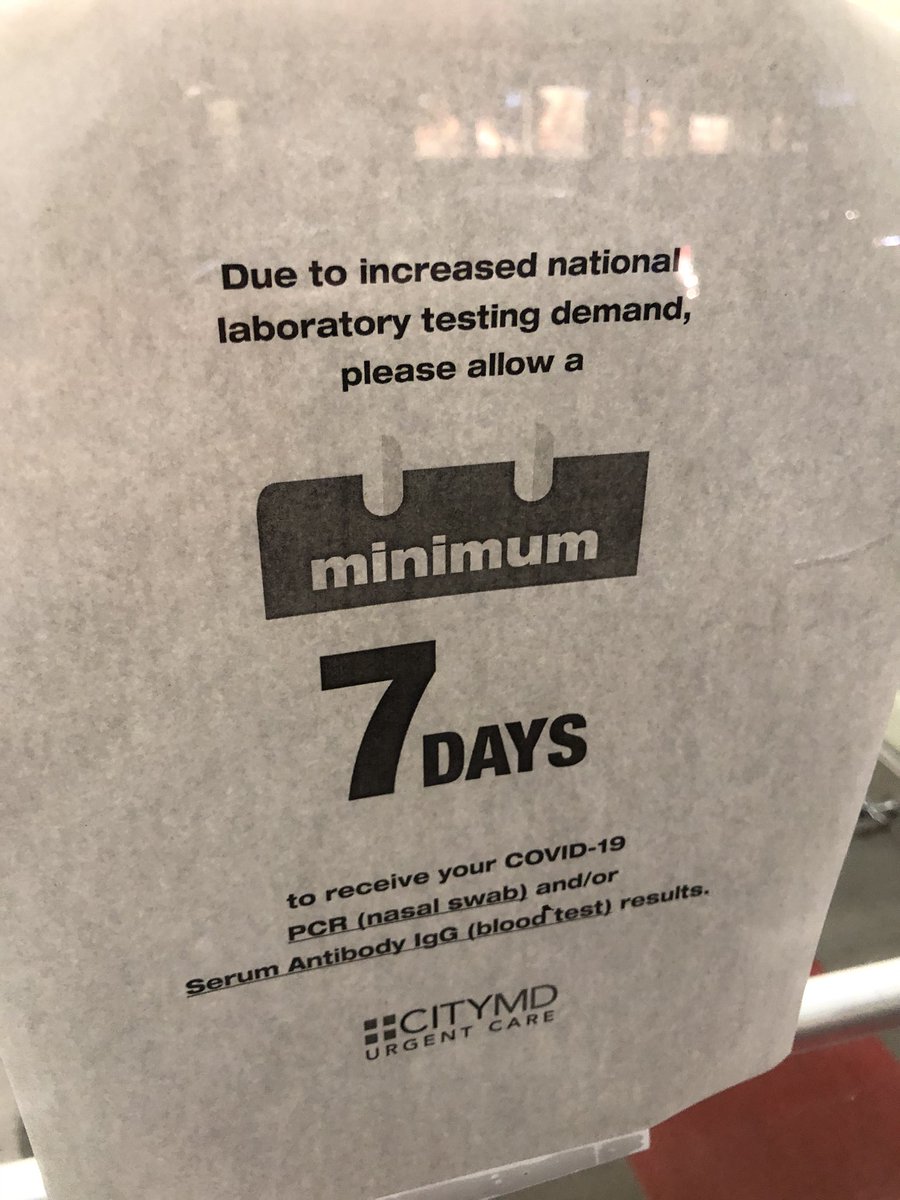 Due to increased national
laboratory testing demand,
please allow a
minimum
7 DAYS
to receive your COVID-19
PCR (nasal swab) and/or
Serum Antibody IgG (blood test) results.
CITYMD
URGENT CARE